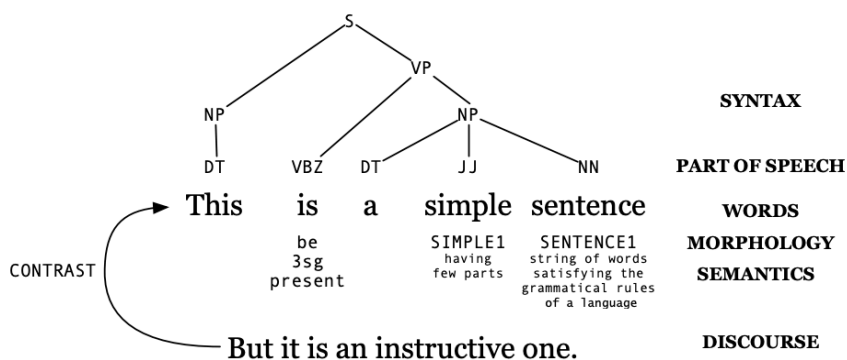 S
VP
NP NP SYNTAX
DT VBZ DT JJ NN PART OF SPEECH
This is a simple sentence WORDS
be SIMPLE1 SENTENCE1 MORPHOLOGY
3sg having string of words
present few parts satisfying the SEMANTICS
CONTRAST
grammatical rules
of a language
But it is an instructive one. DISCOURSE